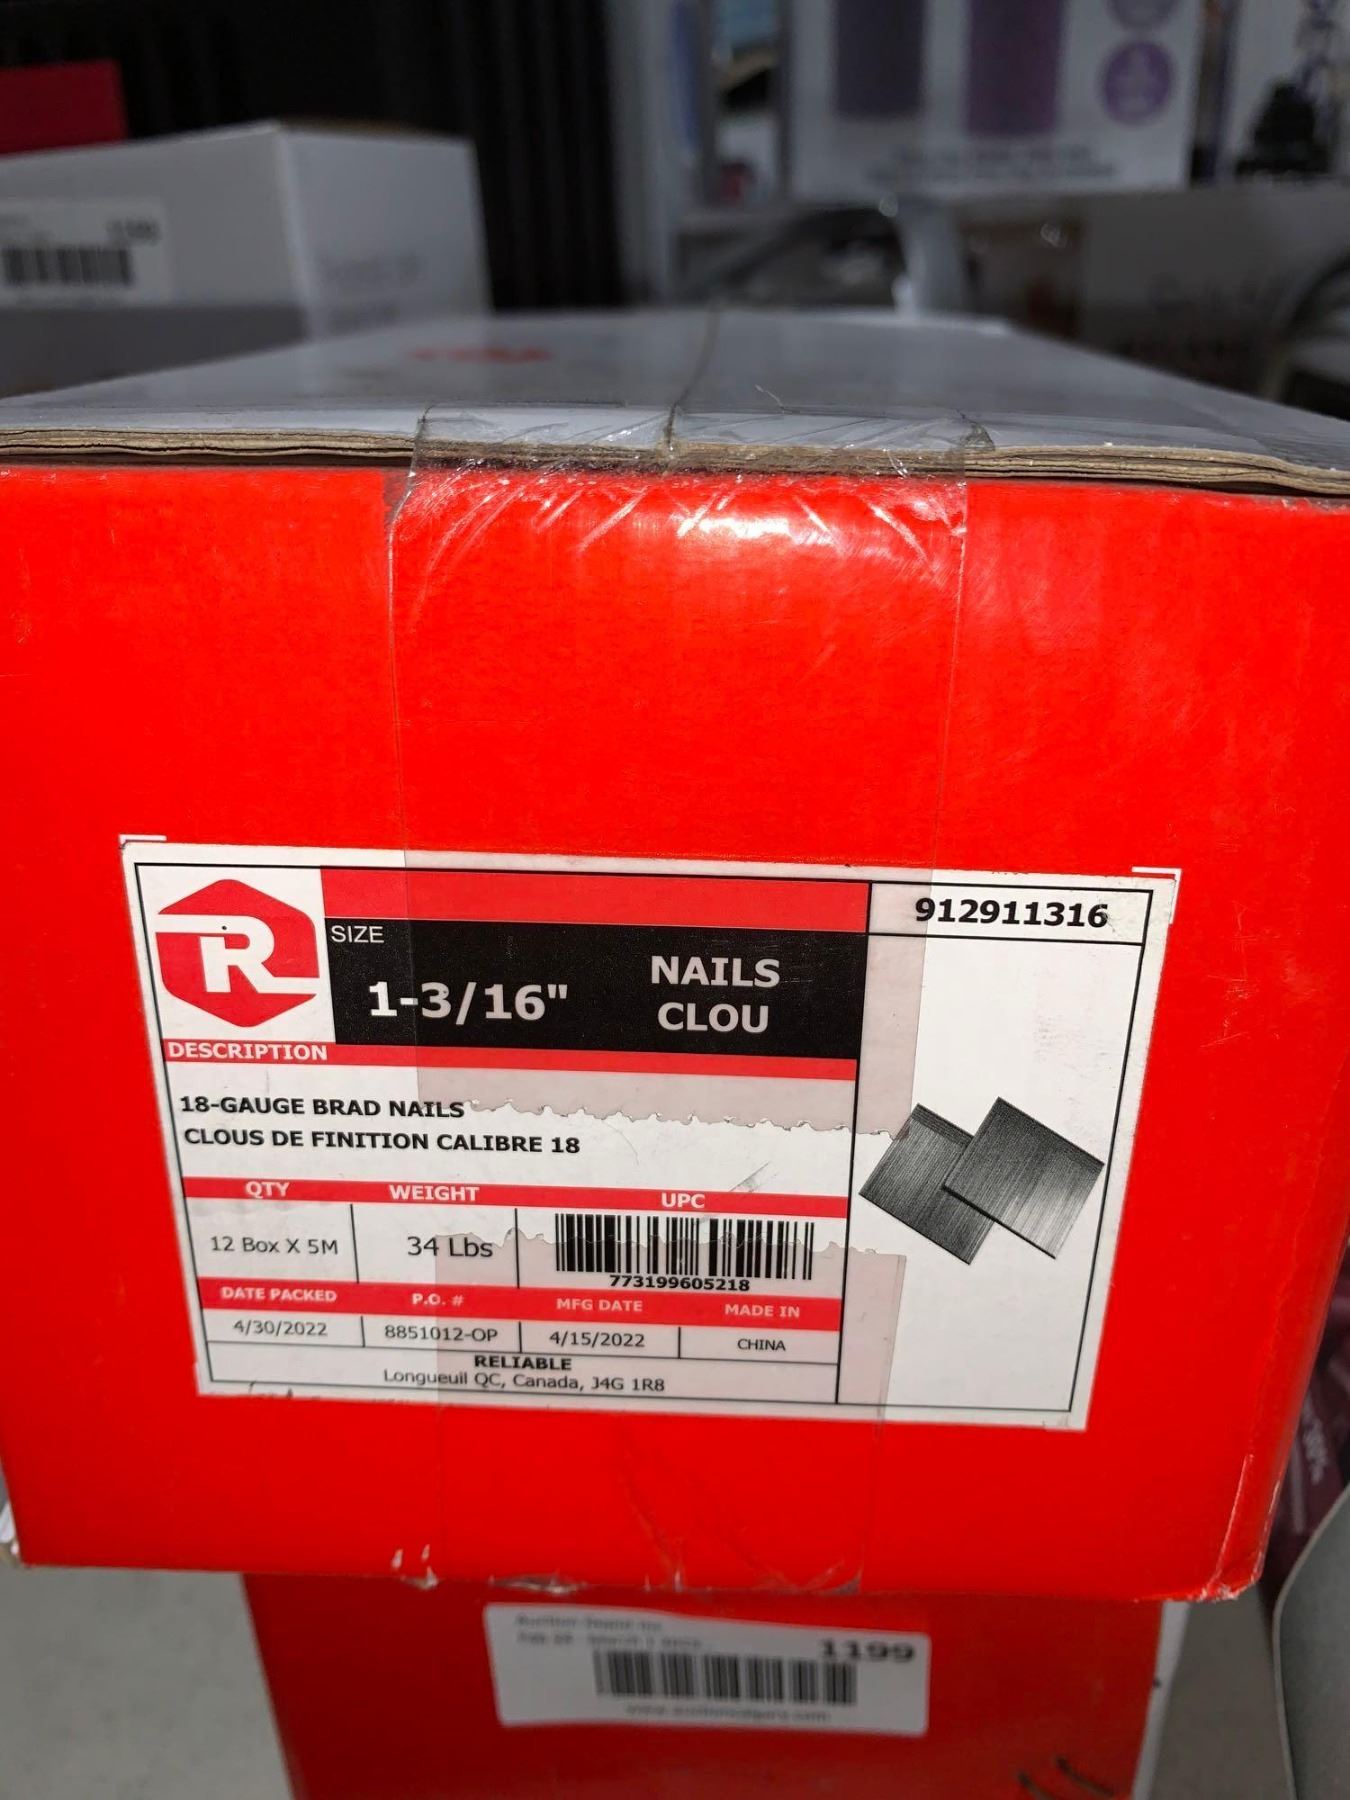 R
SIZE
1-3/16"
NAILS
CLOU
912911316
DESCRIPTION
18-GAUGE BRAD NAILS
CLOUS DE FINITION CALIBRE 18
QTY WEIGHT UPC
12 Box X 5M 34 Lbs
773199605218
DATE PACKED P.O. # MFG DATE MADE IN
4/30/2022 8851012-OP 4/15/2022 CHINA
RELIABLE
Longueuil QC, Canada, J4G 1R8
1199